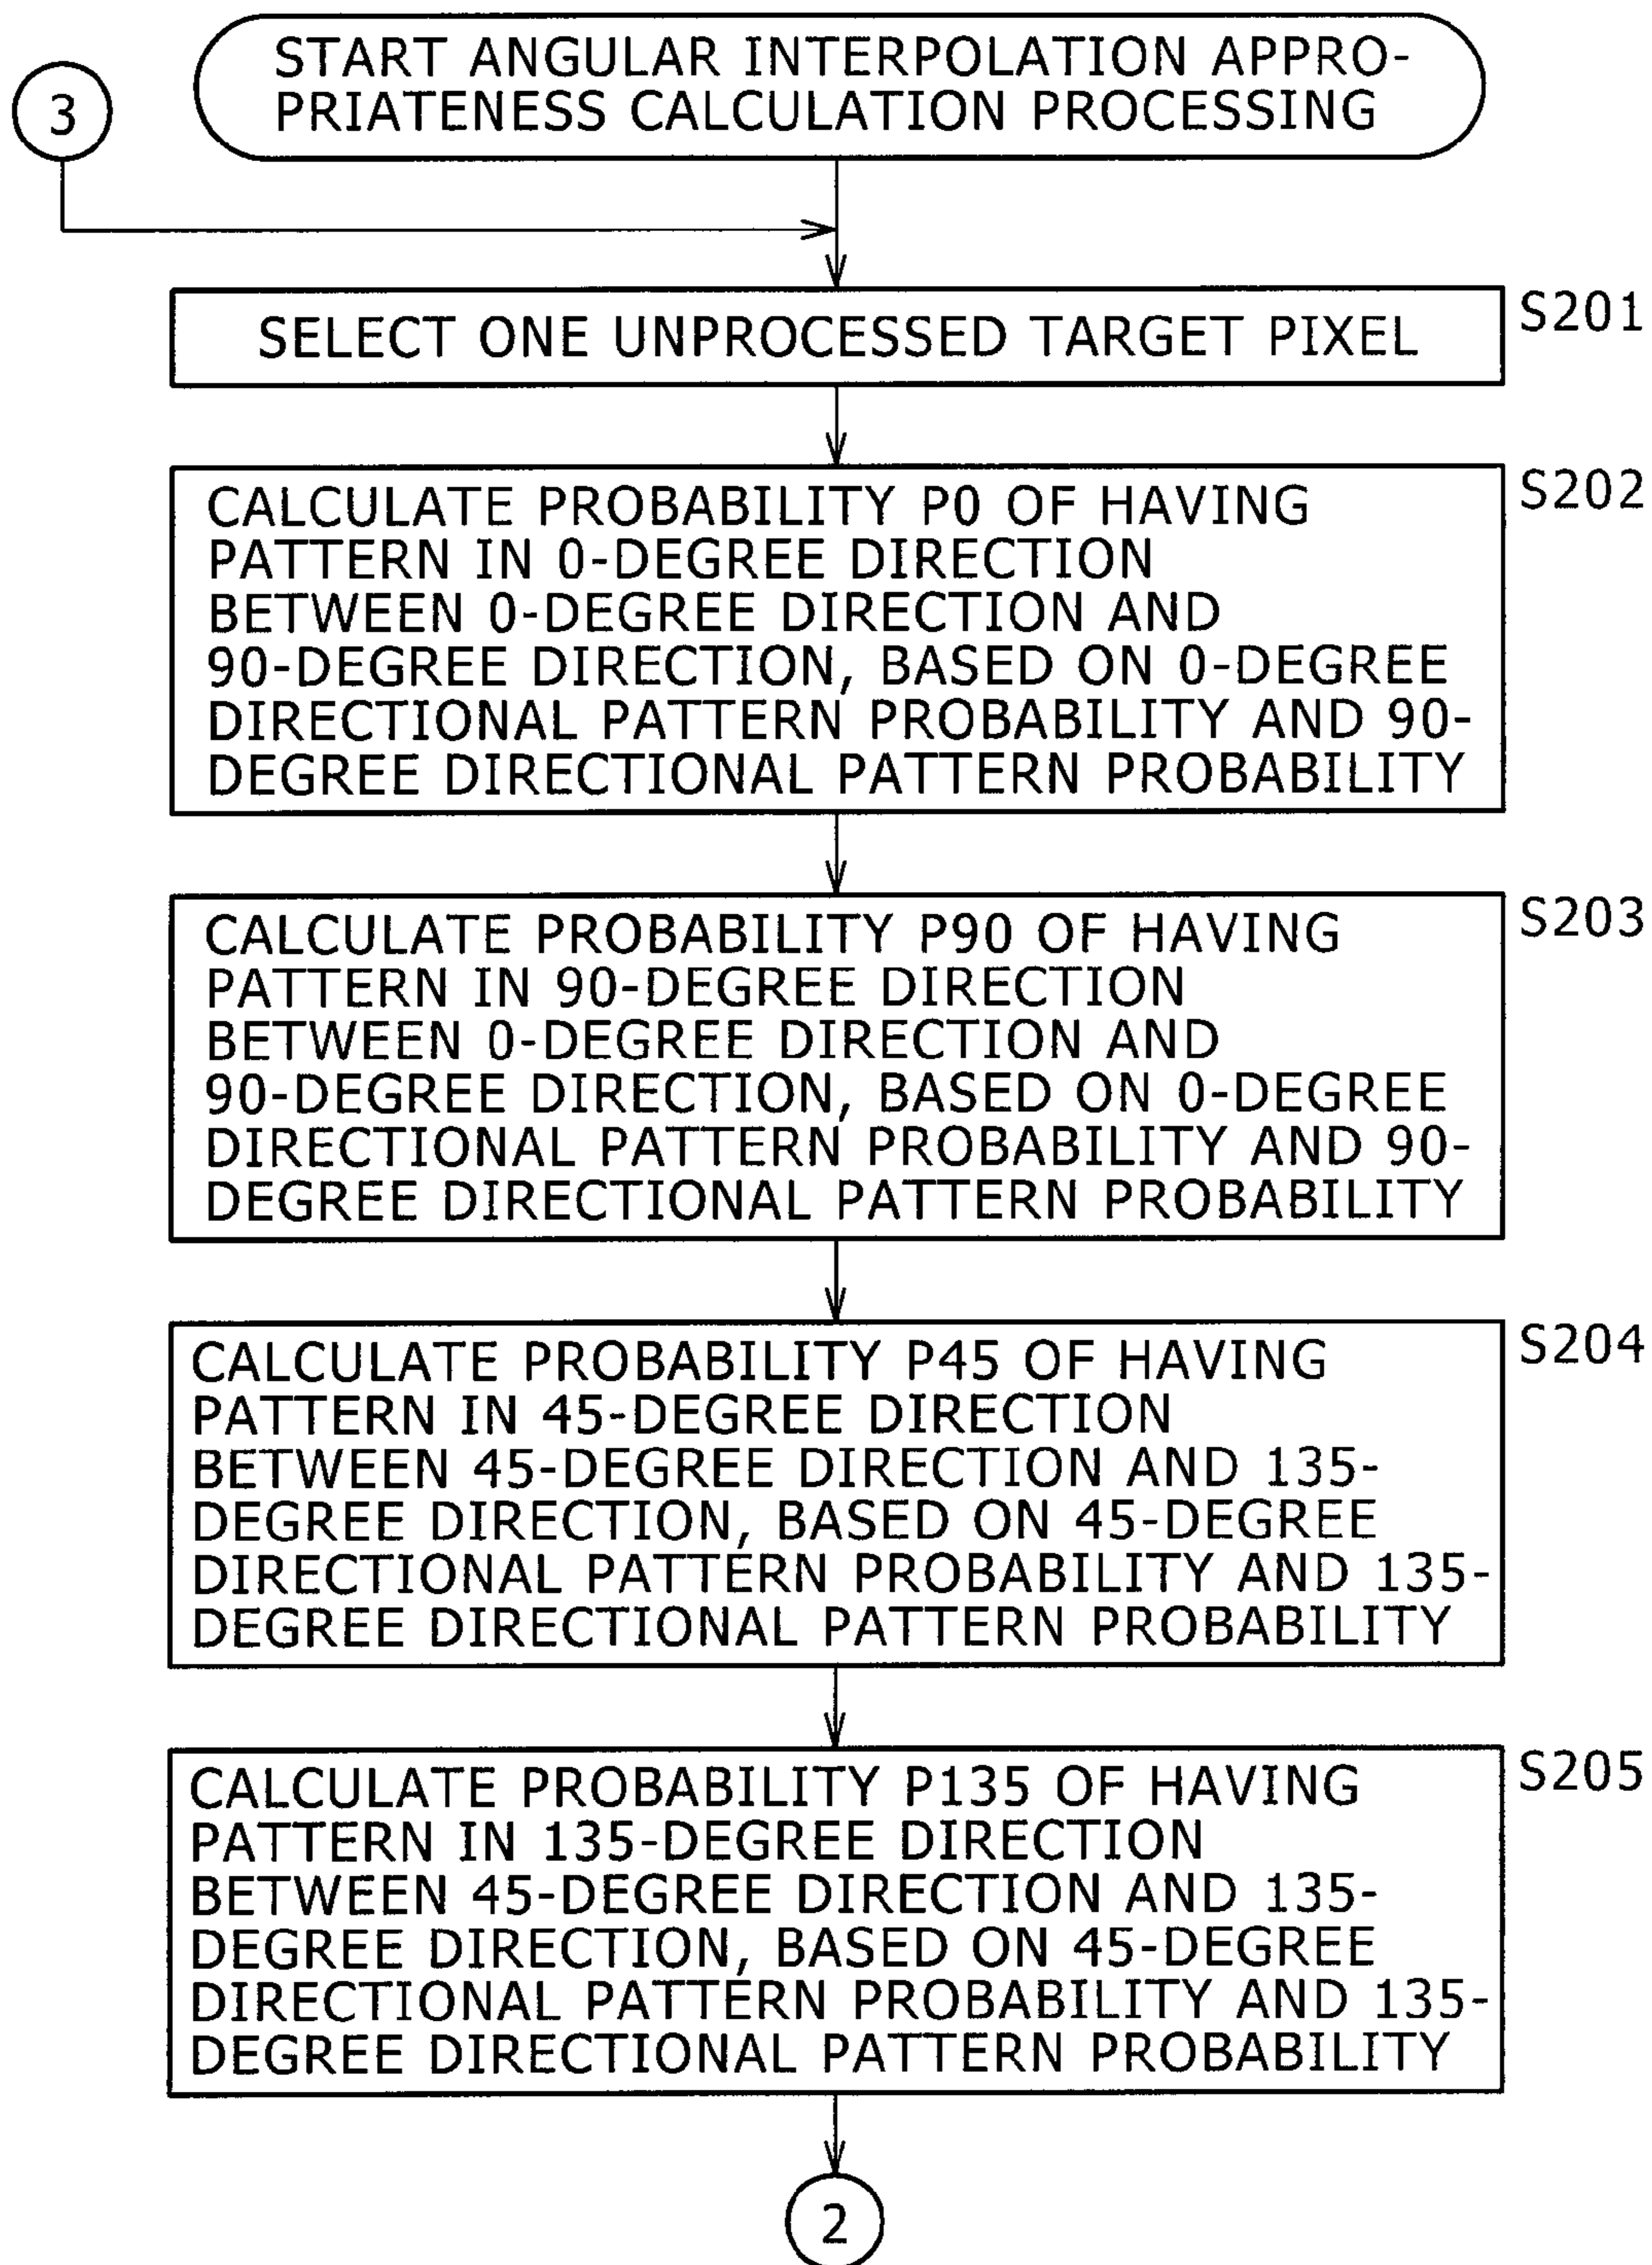 START ANGULAR INTERPOLATION APPRO-
PRIATENESS CALCULATION PROCESSING
3
SELECT ONE UNPROCESSED TARGET PIXEL
S201
CALCULATE PROBABILITY P0 OF HAVING
PATTERN IN 0-DEGREE DIRECTION
BETWEEN 0-DEGREE DIRECTION AND
90-DEGREE DIRECTION, BASED ON 0-DEGREE
DIRECTIONAL PATTERN PROBABILITY AND 90-
DEGREE DIRECTIONAL PATTERN PROBABILITY
S202
CALCULATE PROBABILITY P90 OF HAVING
PATTERN IN 90-DEGREE DIRECTION
BETWEEN 0-DEGREE DIRECTION AND
90-DEGREE DIRECTION, BASED ON 0-DEGREE
DIRECTIONAL PATTERN PROBABILITY AND 90-
DEGREE DIRECTIONAL PATTERN PROBABILITY
S203
CALCULATE PROBABILITY P45 OF HAVING
PATTERN IN 45-DEGREE DIRECTION
BETWEEN 45-DEGREE DIRECTION AND 135-
DEGREE DIRECTION, BASED ON 45-DEGREE
DIRECTIONAL PATTERN PROBABILITY AND 135-
DEGREE DIRECTIONAL PATTERN PROBABILITY
S204
CALCULATE PROBABILITY P135 OF HAVING
PATTERN IN 135-DEGREE DIRECTION
BETWEEN 45-DEGREE DIRECTION AND 135-
DEGREE DIRECTION, BASED ON 45-DEGREE
DIRECTIONAL PATTERN PROBABILITY AND 135-
DEGREE DIRECTIONAL PATTERN PROBABILITY
S205
2